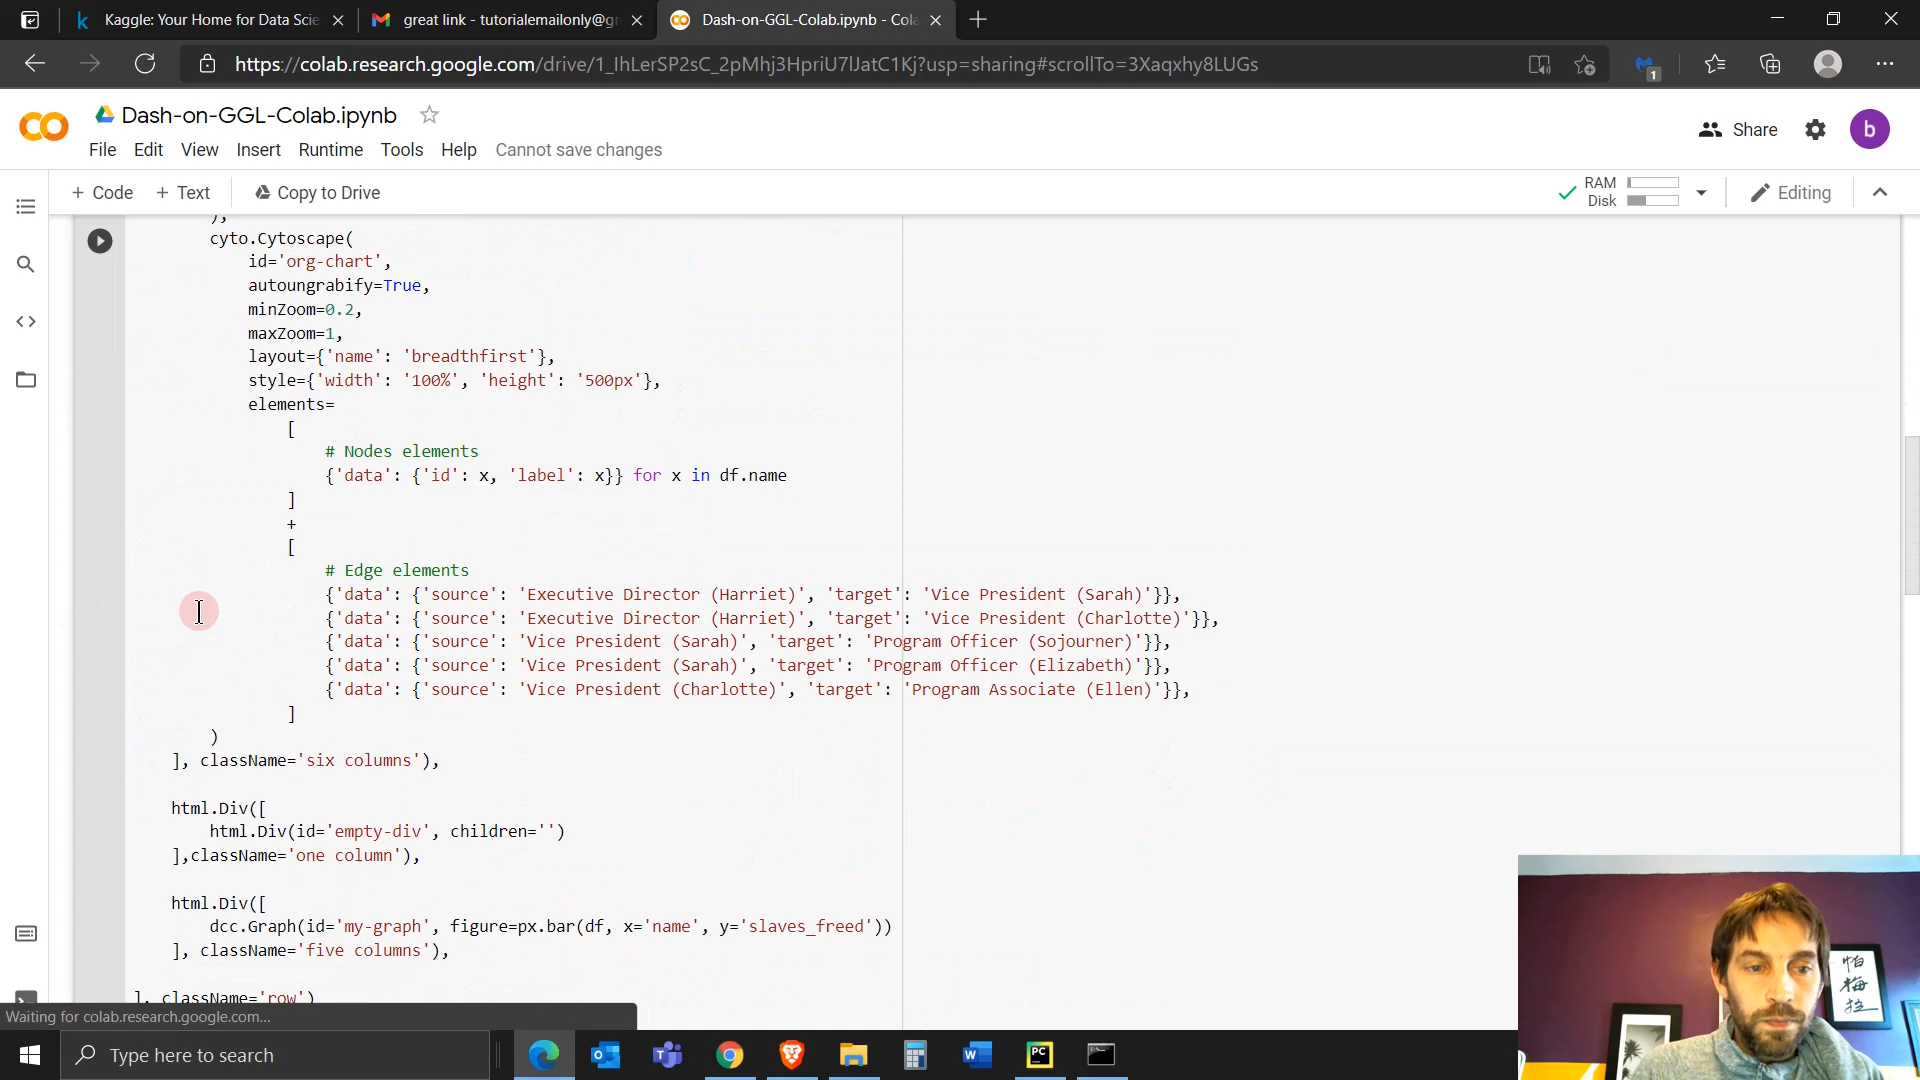 Kaggle: Your Home for Data Scie
great link - tutorialemailonly@g
Dash-on-GGL-Colab.ipynb - Cola
https://colab.research.google.com/drive/1_IhLerSP2sC_2pMhj3HpriU7lJatC1Kj?usp=sharing#scrollTo=3Xaqxhy8LUGs
1
Dash-on-GGL-Colab.ipynb
Share
b
File Edit View Insert Runtime Tools Help Cannot save changes
+ Code + Text Copy to Drive
RAM
Disk
Editing
),
cyto.Cytoscape(
id='org-chart',
autoungrabify=True,
minZoom=0.2,
maxZoom=1,
layout={'name': 'breadthfirst'},
style={'width': '100%', 'height': '500px'},
elements=
[
# Nodes elements
{'data': {'id': x, 'label': x}} for x in df.name
]
+
[
# Edge elements
{'data': {'source': 'Executive Director (Harriet)', 'target': 'Vice President (Sarah)'}},
{'data': {'source': 'Executive Director (Harriet)', 'target': 'Vice President (Charlotte)'}},
{'data': {'source': 'Vice President (Sarah)', 'target': 'Program Officer (Sojourner)'}},
{'data': {'source': 'Vice President (Sarah)', 'target': 'Program Officer (Elizabeth)'}},
{'data': {'source': 'Vice President (Charlotte)', 'target': 'Program Associate (Ellen)'}},
]
)
], className='six columns'),
html.Div([
html.Div(id='empty-div', children='')
],className='one column'),
html.Div([
dcc.Graph(id='my-graph', figure=px.bar(df, x='name', y='slaves_freed'))
], className='five columns'),
], className='row')
Waiting for colab.research.google.com...
Type here to search